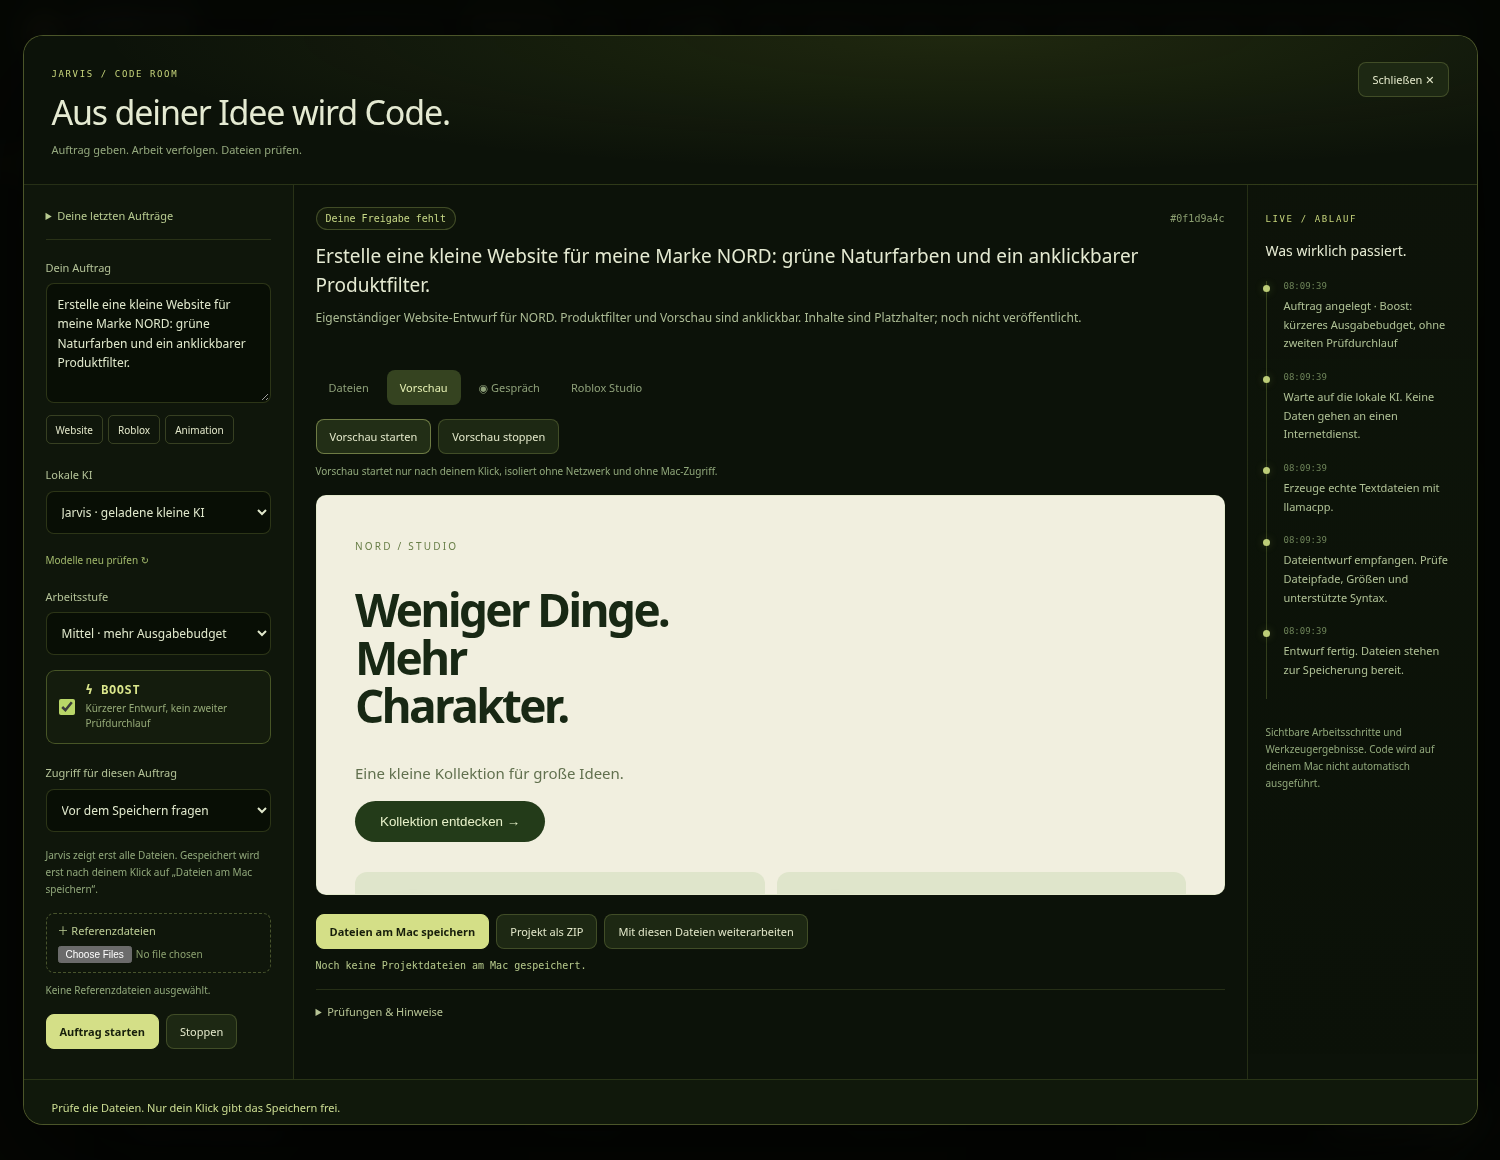 JARVIS / CODE ROOM
Aus deiner Idee wird Code.
Auftrag geben. Arbeit verfolgen. Dateien prüfen.
Schließen ✕
▶ Deine letzten Aufträge
Dein Auftrag
Erstelle eine kleine Website für
meine Marke NORD: grüne
Naturfarben und ein anklickbarer
Produktfilter.
Website
Roblox
Animation
Lokale KI
Jarvis · geladene kleine KI
Modelle neu prüfen ↻
Arbeitsstufe
Mittel · mehr Ausgabebudget
ϟ BOOST
Kürzerer Entwurf, kein zweiter
Prüfdurchlauf
Zugriff für diesen Auftrag
Vor dem Speichern fragen
Jarvis zeigt erst alle Dateien. Gespeichert wird
erst nach deinem Klick auf „Dateien am Mac
speichern“.
＋ Referenzdateien
Choose Files No file chosen
Keine Referenzdateien ausgewählt.
Auftrag starten
Stoppen
Deine Freigabe fehlt
#0f1d9a4c
Erstelle eine kleine Website für meine Marke NORD: grüne Naturfarben und ein anklickbarer
Produktfilter.
Eigenständiger Website-Entwurf für NORD. Produktfilter und Vorschau sind anklickbar. Inhalte sind Platzhalter; noch nicht veröffentlicht.
Dateien
Vorschau
◉ Gespräch
Roblox Studio
Vorschau starten
Vorschau stoppen
Vorschau startet nur nach deinem Klick, isoliert ohne Netzwerk und ohne Mac-Zugriff.
NORD / STUDIO
Weniger Dinge.
Mehr
Charakter.
Eine kleine Kollektion für große Ideen.
Kollektion entdecken →
Dateien am Mac speichern
Projekt als ZIP
Mit diesen Dateien weiterarbeiten
Noch keine Projektdateien am Mac gespeichert.
▶ Prüfungen & Hinweise
LIVE / ABLAUF
Was wirklich passiert.
08:09:39
Auftrag angelegt · Boost:
kürzeres Ausgabebudget, ohne
zweiten Prüfdurchlauf
08:09:39
Warte auf die lokale KI. Keine
Daten gehen an einen
Internetdienst.
08:09:39
Erzeuge echte Textdateien mit
llamacpp.
08:09:39
Dateientwurf empfangen. Prüfe
Dateipfade, Größen und
unterstützte Syntax.
08:09:39
Entwurf fertig. Dateien stehen
zur Speicherung bereit.
Sichtbare Arbeitsschritte und
Werkzeugergebnisse. Code wird auf
deinem Mac nicht automatisch
ausgeführt.
Prüfe die Dateien. Nur dein Klick gibt das Speichern frei.